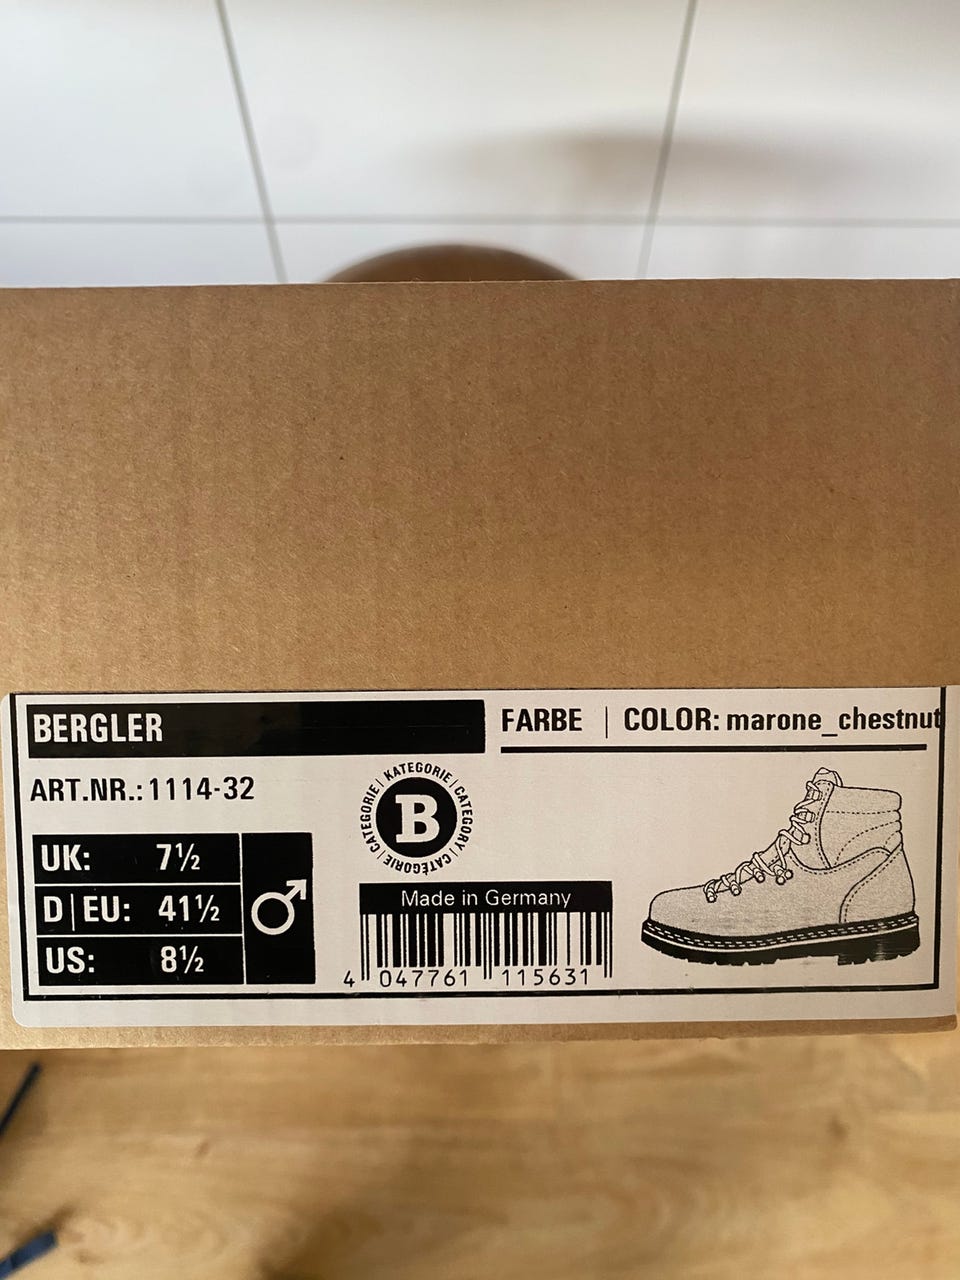 BERGLER
FARBE | COLOR: marone_chestnut
ART.NR.: 1114-32
KATEGORIE | CATEGORY | CATÉGORIE | CATEGORIE |
B
UK: 7½
D|EU: 41½
US: 8½
Made in Germany
4 047761 115631